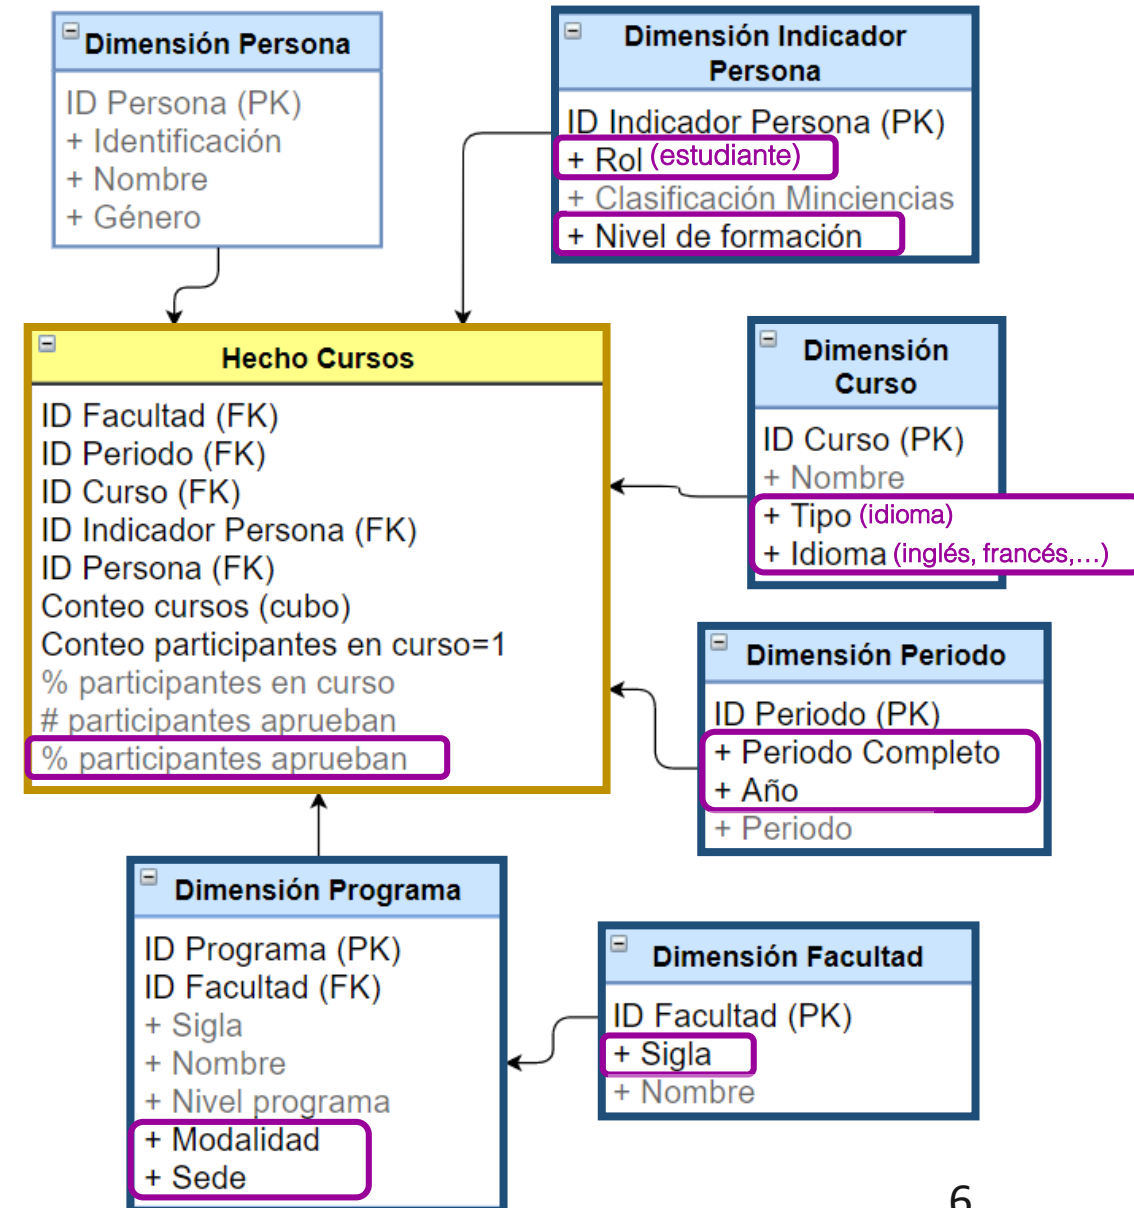 Dimensión Persona
ID Persona (PK)
+ Identificación
+ Nombre
+ Género
Dimensión Indicador
Persona
ID Indicador Persona (PK)
+ Rol (estudiante)
+ Clasificación Minciencias
+ Nivel de formación
Hecho Cursos
ID Facultad (FK)
ID Periodo (FK)
ID Curso (FK)
ID Indicador Persona (FK)
ID Persona (FK)
Conteo cursos (cubo)
Conteo participantes en curso=1
% participantes en curso
# participantes aprueban
% participantes aprueban
Dimensión
Curso
ID Curso (PK)
+ Nombre
+ Tipo (idioma)
+ Idioma (inglés, francés,...)
Dimensión Periodo
ID Periodo (PK)
+ Periodo Completo
+ Año
+ Periodo
Dimensión Programa
ID Programa (PK)
ID Facultad (FK)
+ Sigla
+ Nombre
+ Nivel programa
+ Modalidad
+ Sede
Dimensión Facultad
ID Facultad (PK)
+ Sigla
+ Nombre
6